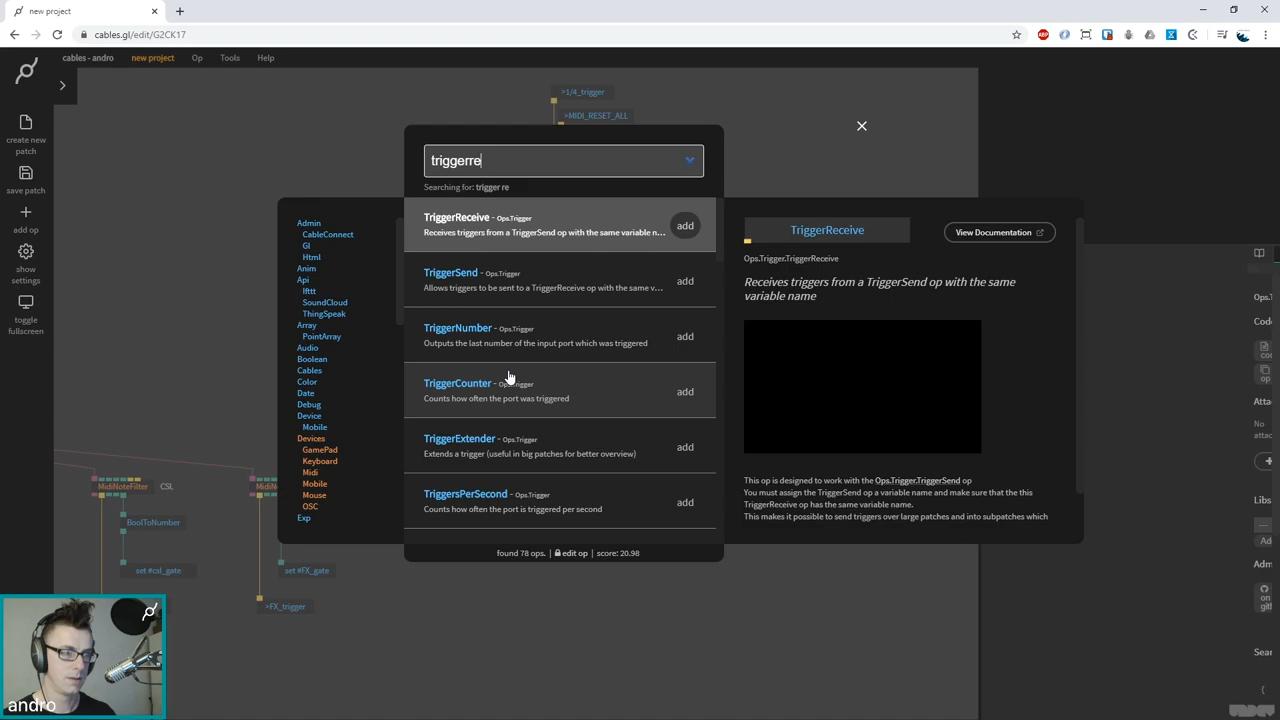 new project
cables.gl/edit/G2CK17
cables - andro
new project
Op
Tools
Help
create new
patch
save patch
add op
show
settings
toggle
fullscreen
>1/4_trigger
>MIDI_RESET_ALL
triggerre
Searching for: trigger re
Admin
CableConnect
Gl
Html
Anim
Api
Ifttt
SoundCloud
ThingSpeak
Array
PointArray
Audio
Boolean
Cables
Color
Date
Debug
Device
Mobile
Devices
GamePad
Keyboard
Midi
Mobile
Mouse
OSC
Exp
TriggerReceive - Ops.Trigger
Receives triggers from a TriggerSend op with the same variable n...
add
TriggerSend - Ops.Trigger
Allows triggers to be sent to a TriggerReceive op with the same v...
add
TriggerNumber - Ops.Trigger
Outputs the last number of the input port which was triggered
add
TriggerCounter - Ops.Trigger
Counts how often the port was triggered
add
TriggerExtender - Ops.Trigger
Extends a trigger (useful in big patches for better overview)
add
TriggersPerSecond - Ops.Trigger
Counts how often the port is triggered per second
add
found 78 ops. | edit op | score: 20.98
TriggerReceive
View Documentation
Ops.Trigger.TriggerReceive
Receives triggers from a TriggerSend op with the same
variable name
This op is designed to work with the Ops.Trigger.TriggerSend op
You must assign the TriggerSend op a variable name and make sure that the this
TriggerReceive op has the same variable name.
This makes it possible to send triggers over large patches and into subpatches which
MidiNoteFilter
CSL
BoolToNumber
set #csl_gate
set #FX_gate
>FX_trigger
Libs
andro